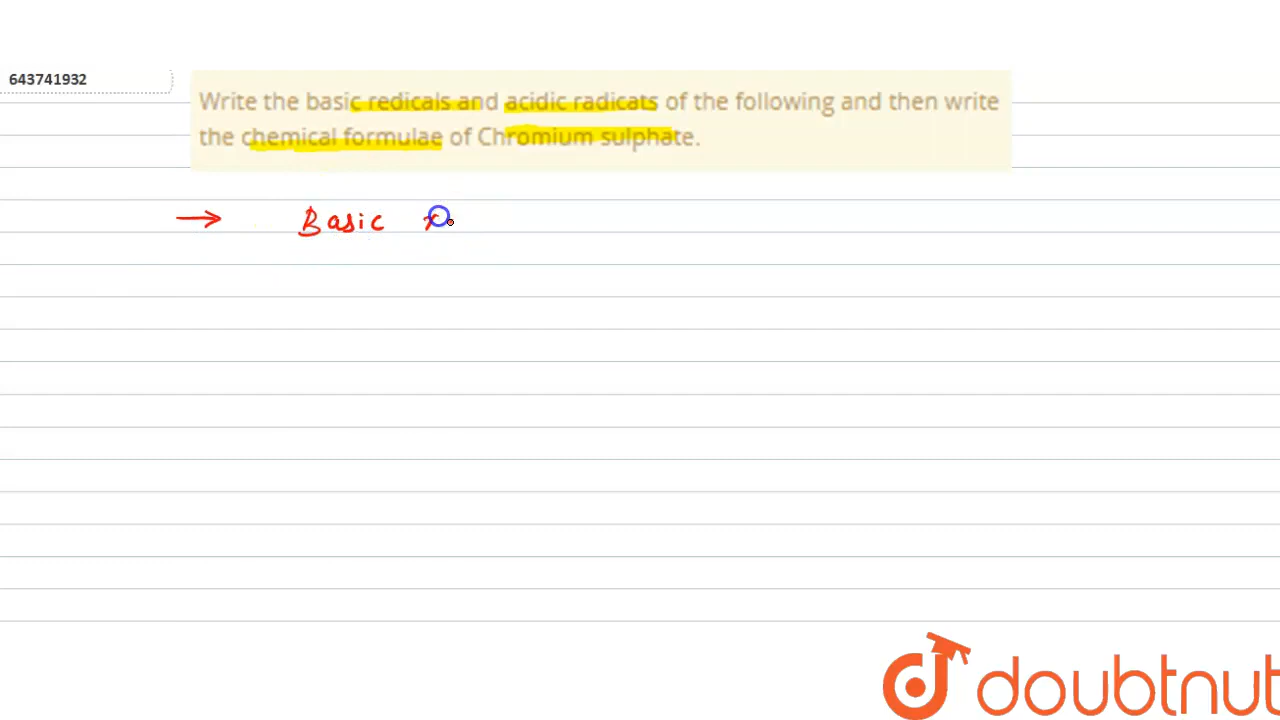 643741932
Write the basic redicals and acidic radicats of the following and then write
the chemical formulae of Chromium sulphate.
→ Basic r
doubtnut